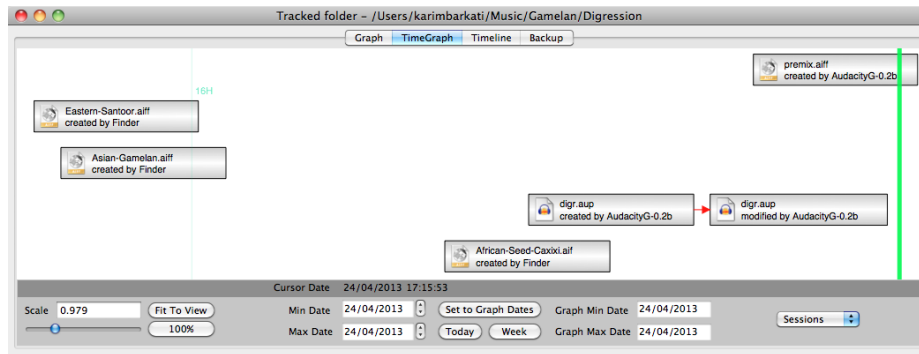 Tracked folder – /Users/karimbarkati/Music/Gamelan/Digression
Graph TimeGraph Timeline Backup
premix.aiff
created by AudacityG-0.2b
16H
Eastern-Santoor.aiff
created by Finder
Asian-Gamelan.aiff
created by Finder
digr.aup
created by AudacityG-0.2b
digr.aup
modified by AudacityG-0.2b
African-Seed-Caxixi.aif
created by Finder
Cursor Date 24/04/2013 17:15:53
Scale 0.979 Fit To View Min Date 24/04/2013 Set to Graph Dates Graph Min Date 24/04/2013 Sessions
100% Max Date 24/04/2013 Today Week Graph Max Date 24/04/2013